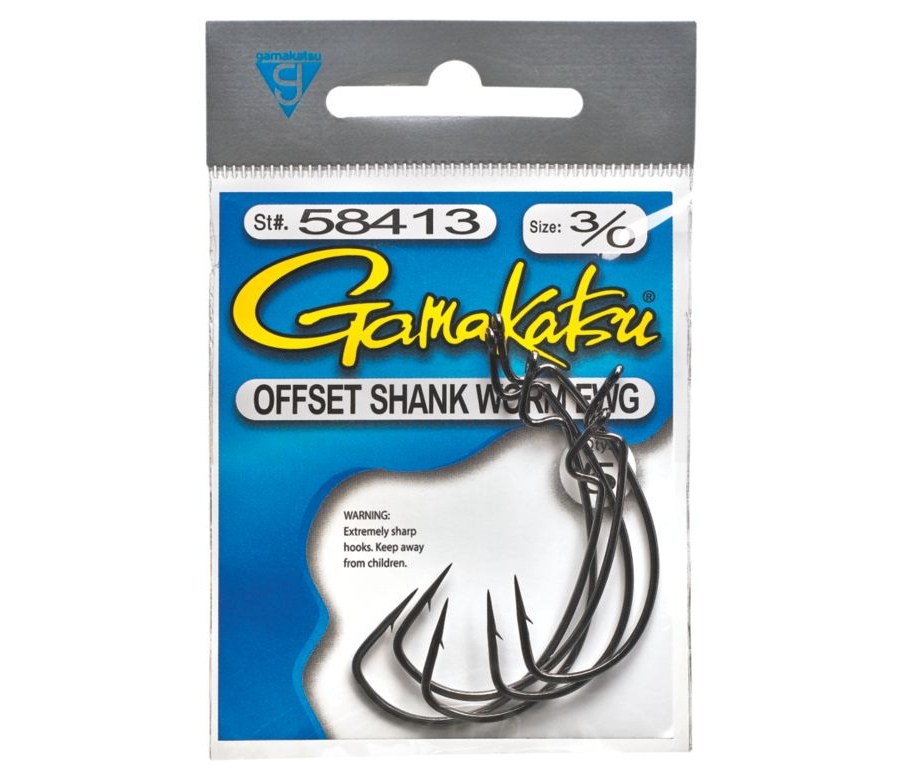 gamakatsu
St#. 58413
Size: 3/0
Gamakatsu®
OFFSET SHANK WORM EWG
5
WARNING:
Extremely sharp
hooks. Keep away
from children.